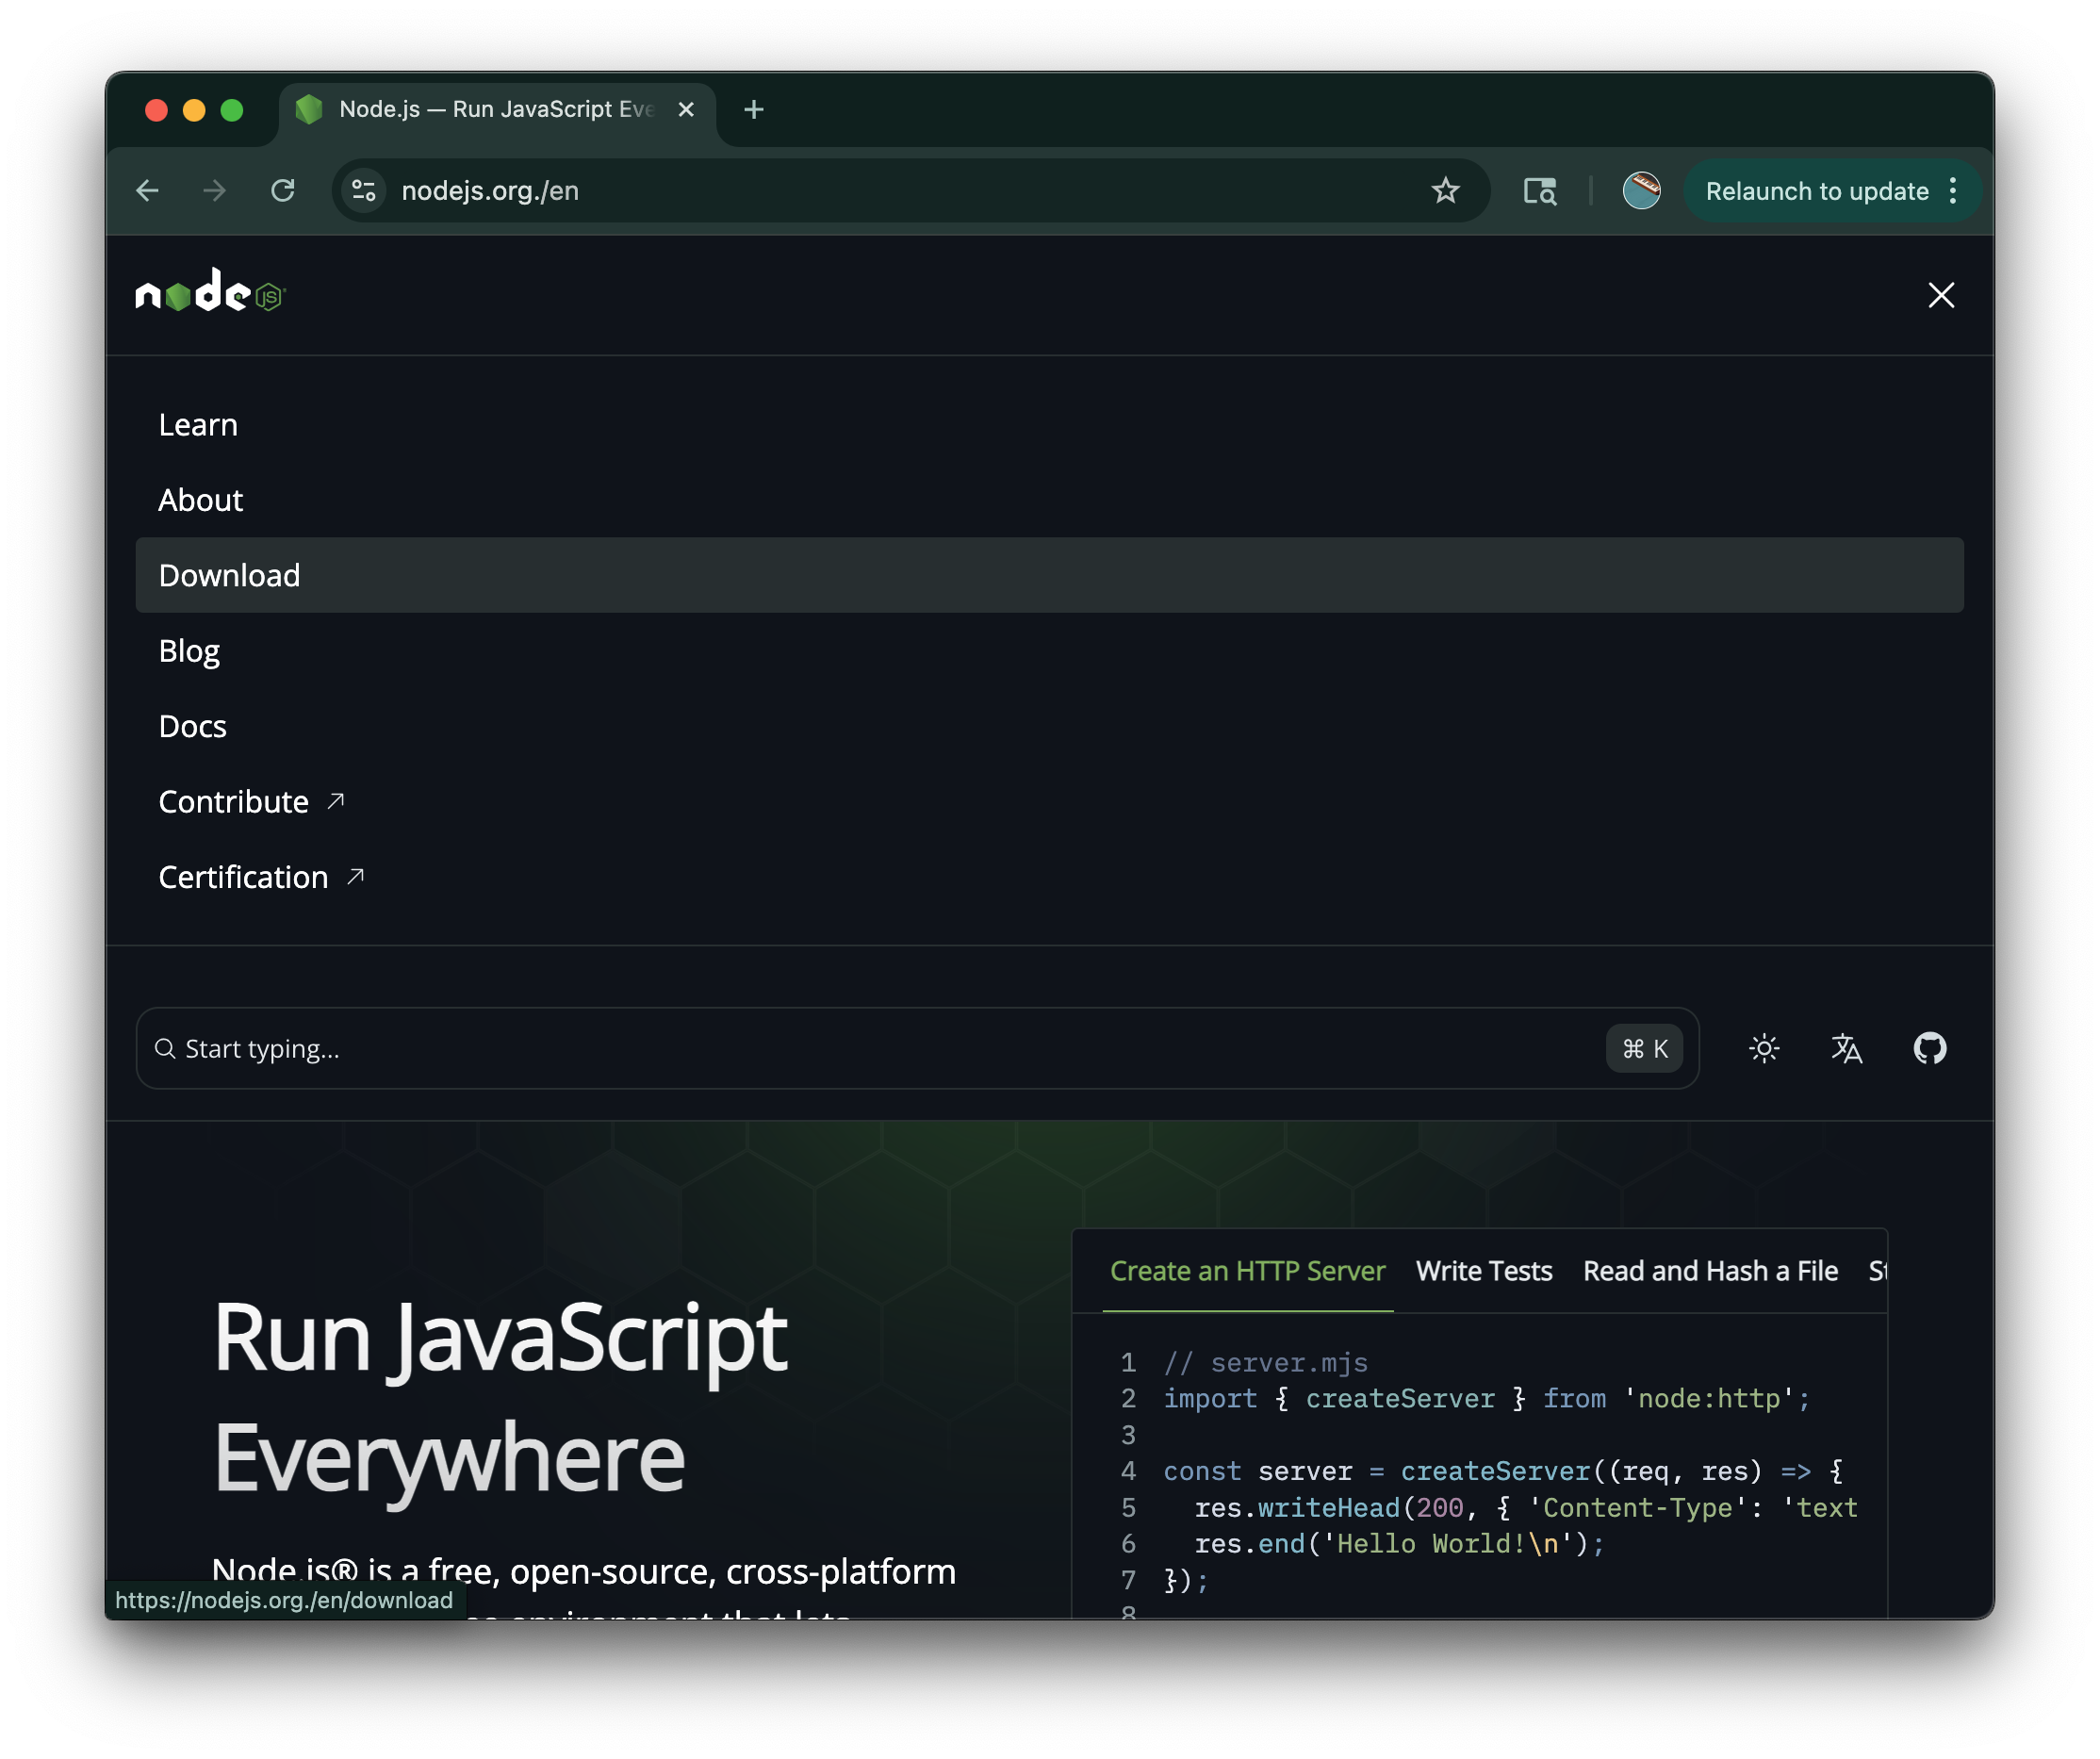 Node.js — Run JavaScript Eve
nodejs.org./en
Relaunch to update
node JS
Learn
About
Download
Blog
Docs
Contribute
Certification
Start typing...
⌘ K
Run JavaScript
Everywhere
Node.js® is a free, open-source, cross-platform
environment that lets
Create an HTTP Server Write Tests Read and Hash a File St
1 // server.mjs
2 import { createServer } from 'node:http';
3
4 const server = createServer((req, res) => {
5 res.writeHead(200, { 'Content-Type': 'text
6 res.end('Hello World!\n');
7 });
8
https://nodejs.org./en/download